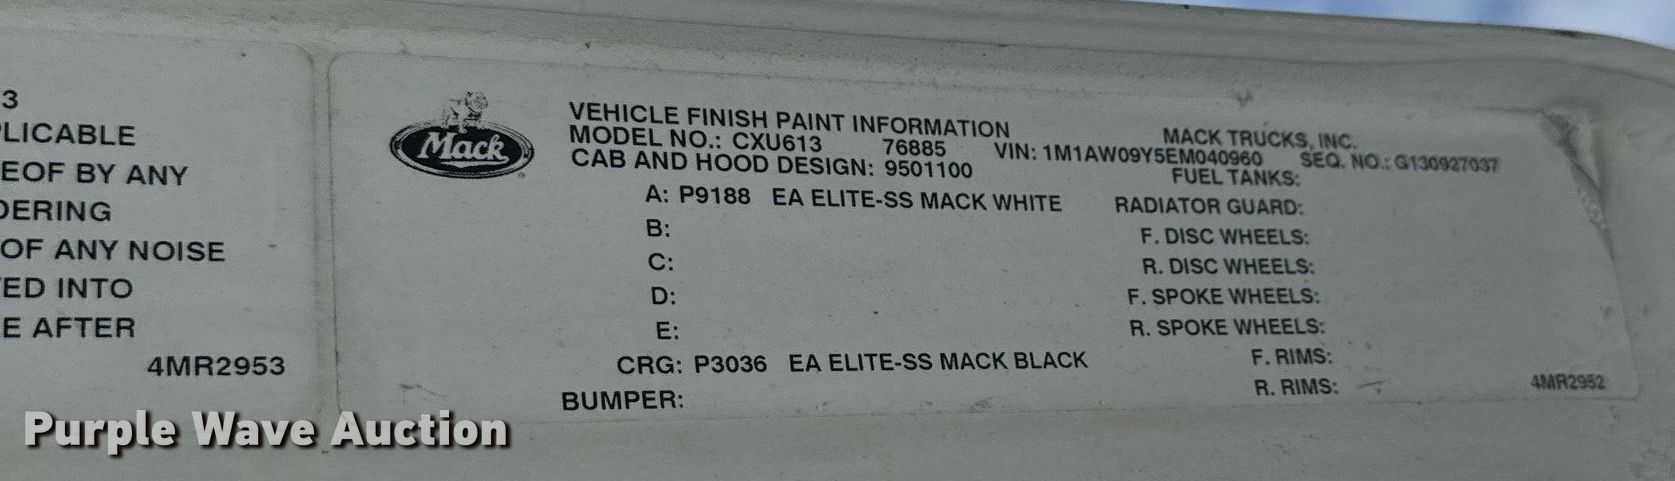 3
PLICABLE
EOF BY ANY
DERING
OF ANY NOISE
ED INTO
E AFTER
4MR2953
Mack
VEHICLE FINISH PAINT INFORMATION
MACK TRUCKS, INC.
MODEL NO.: CXU613 76885 VIN: 1M1AW09Y5EM040960 SEQ. NO.: G130927037
CAB AND HOOD DESIGN: 9501100 FUEL TANKS:
A: P9188 EA ELITE-SS MACK WHITE RADIATOR GUARD:
B: F. DISC WHEELS:
C: R. DISC WHEELS:
D: F. SPOKE WHEELS:
E: R. SPOKE WHEELS:
CRG: P3036 EA ELITE-SS MACK BLACK F. RIMS:
BUMPER: R. RIMS:
4MR2952
Purple Wave Auction